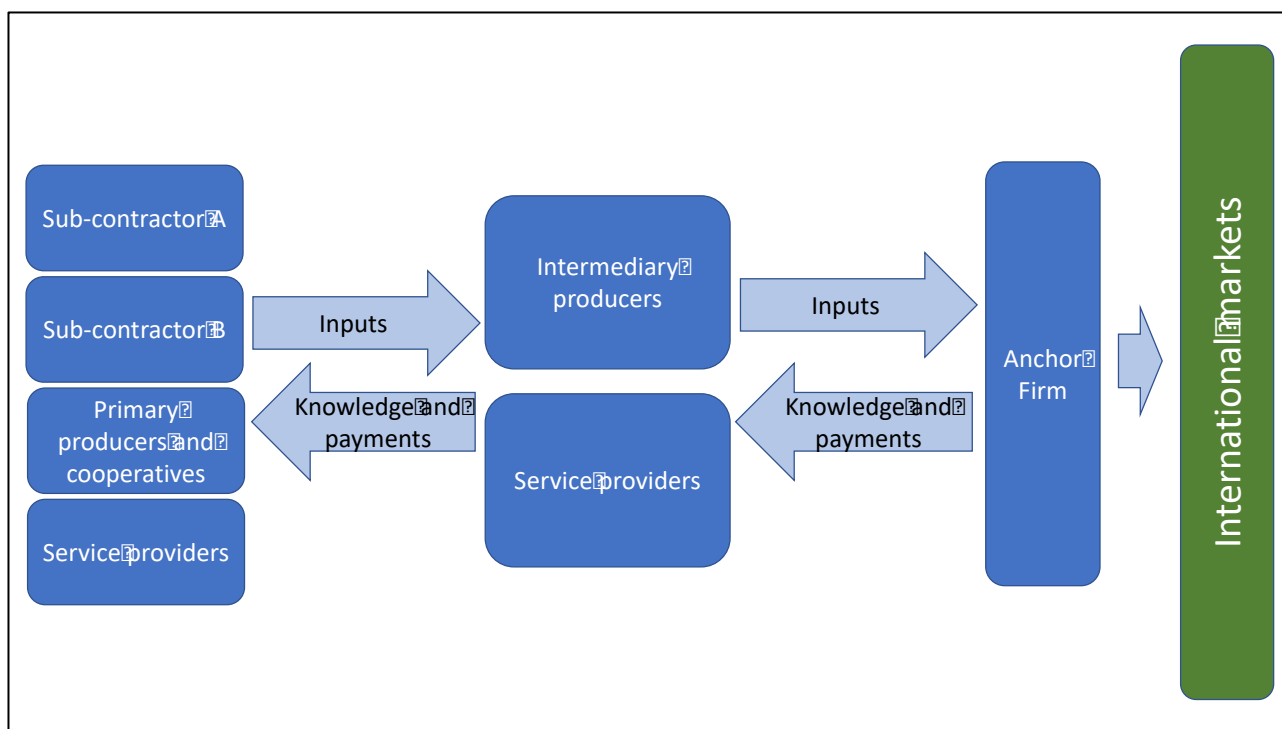 Sub-contractor A
Sub-contractor B
Primary
producers and
cooperatives
Service providers
Inputs
Knowledge and
payments
Intermediary
producers
Service providers
Inputs
Knowledge and
payments
Anchor
Firm
International markets